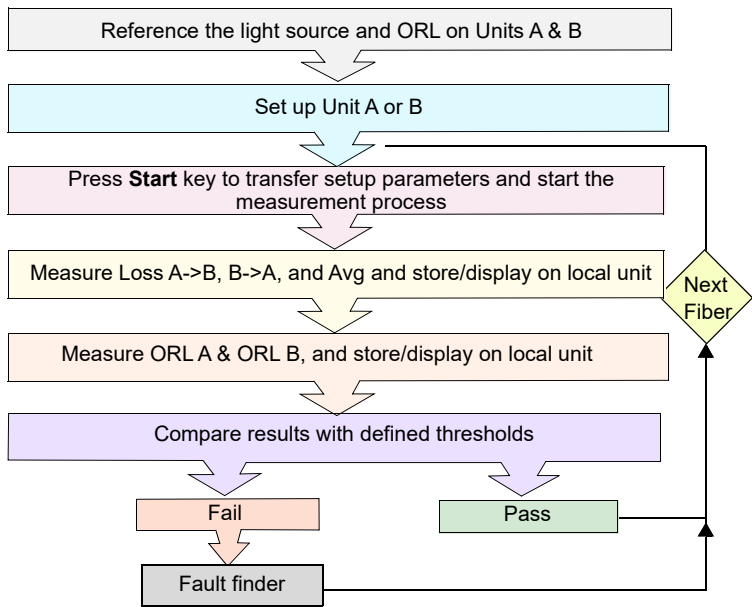 Reference the light source and ORL on Units A & B
Set up Unit A or B
Press Start key to transfer setup parameters and start the
measurement process
Measure Loss A->B, B->A, and Avg and store/display on local unit
Next
Fiber
Measure ORL A & ORL B, and store/display on local unit
Compare results with defined thresholds
Fail
Pass
Fault finder